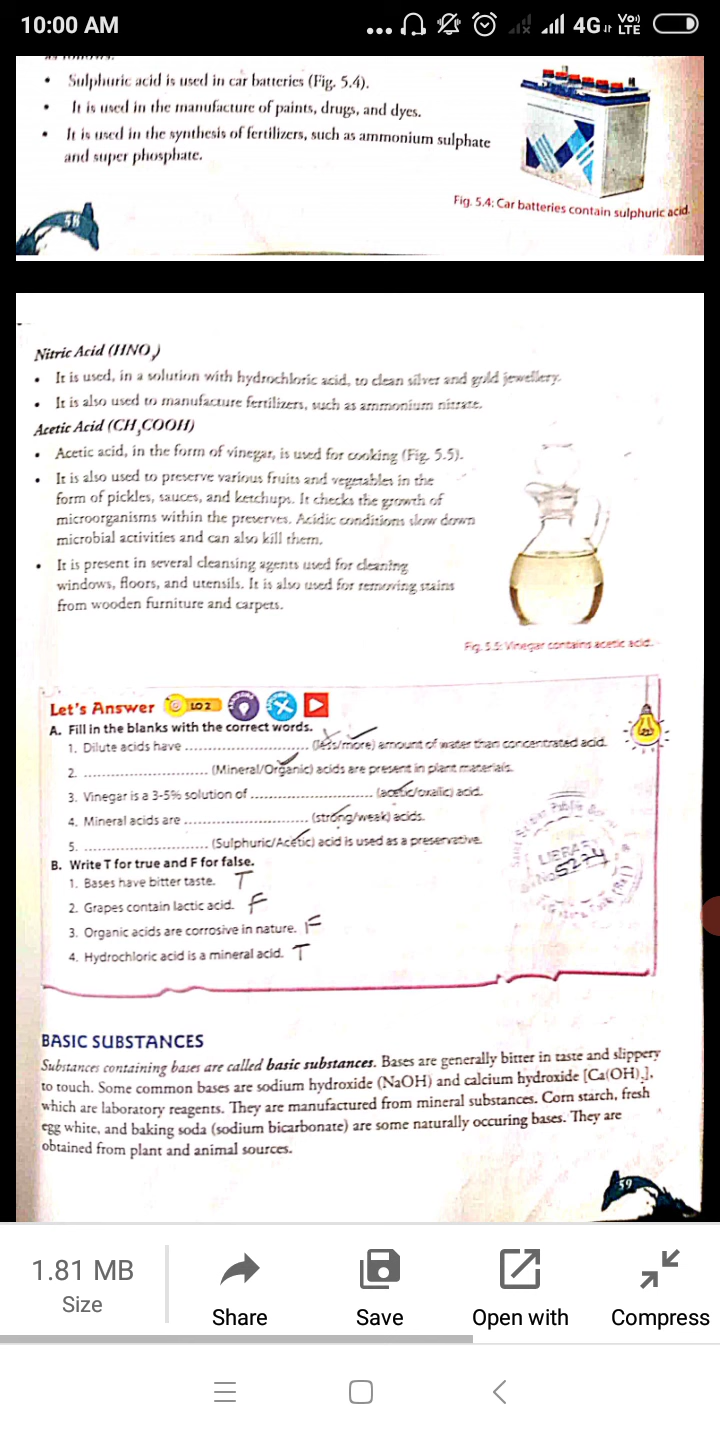 10:00 AM
4G
Vo))
LTE
• Sulphuric acid is used in car batteries (Fig. 5.4).
• It is used in the manufacture of paints, drugs, and dyes.
• It is used in the synthesis of fertilizers, such as ammonium sulphate
and super phosphate.
Fig. 5.4: Car batteries contain sulphuric acid.
58
Nitric Acid (HNO₃)
• It is used, in a solution with hydrochloric acid, to clean silver and gold jewellery.
• It is also used to manufacture fertilizers, such as ammonium nitrate.
Acetic Acid (CH₃COOH)
• Acetic acid, in the form of vinegar, is used for cooking (Fig. 5.5).
• It is also used to preserve various fruits and vegetables in the
form of pickles, sauces, and ketchups. It checks the growth of
microorganisms within the preserves. Acidic conditions slow down
microbial activities and can also kill them.
• It is present in several cleansing agents used for cleaning
windows, floors, and utensils. It is also used for removing stains
from wooden furniture and carpets.
Fig. 5.5: Vinegar contains acetic acid.
Let's Answer LO 2
A. Fill in the blanks with the correct words.
1. Dilute acids have .............................. (less/more) amount of water than concentrated acid.
2. .............................. (Mineral/Organic) acids are present in plant materials.
3. Vinegar is a 3-5% solution of .............................. (acetic/oxalic) acid.
4. Mineral acids are .............................. (strong/weak) acids.
5. .............................. (Sulphuric/Acetic) acid is used as a preservative.
B. Write T for true and F for false.
1. Bases have bitter taste. T
2. Grapes contain lactic acid. F
3. Organic acids are corrosive in nature. F
4. Hydrochloric acid is a mineral acid. T
Public
LIBRARY
No 5274
BASIC SUBSTANCES
Substances containing bases are called basic substances. Bases are generally bitter in taste and slippery
to touch. Some common bases are sodium hydroxide (NaOH) and calcium hydroxide [Ca(OH)₂],
which are laboratory reagents. They are manufactured from mineral substances. Corn starch, fresh
egg white, and baking soda (sodium bicarbonate) are some naturally occuring bases. They are
obtained from plant and animal sources.
59
1.81 MB
Size
Share
Save
Open with
Compress